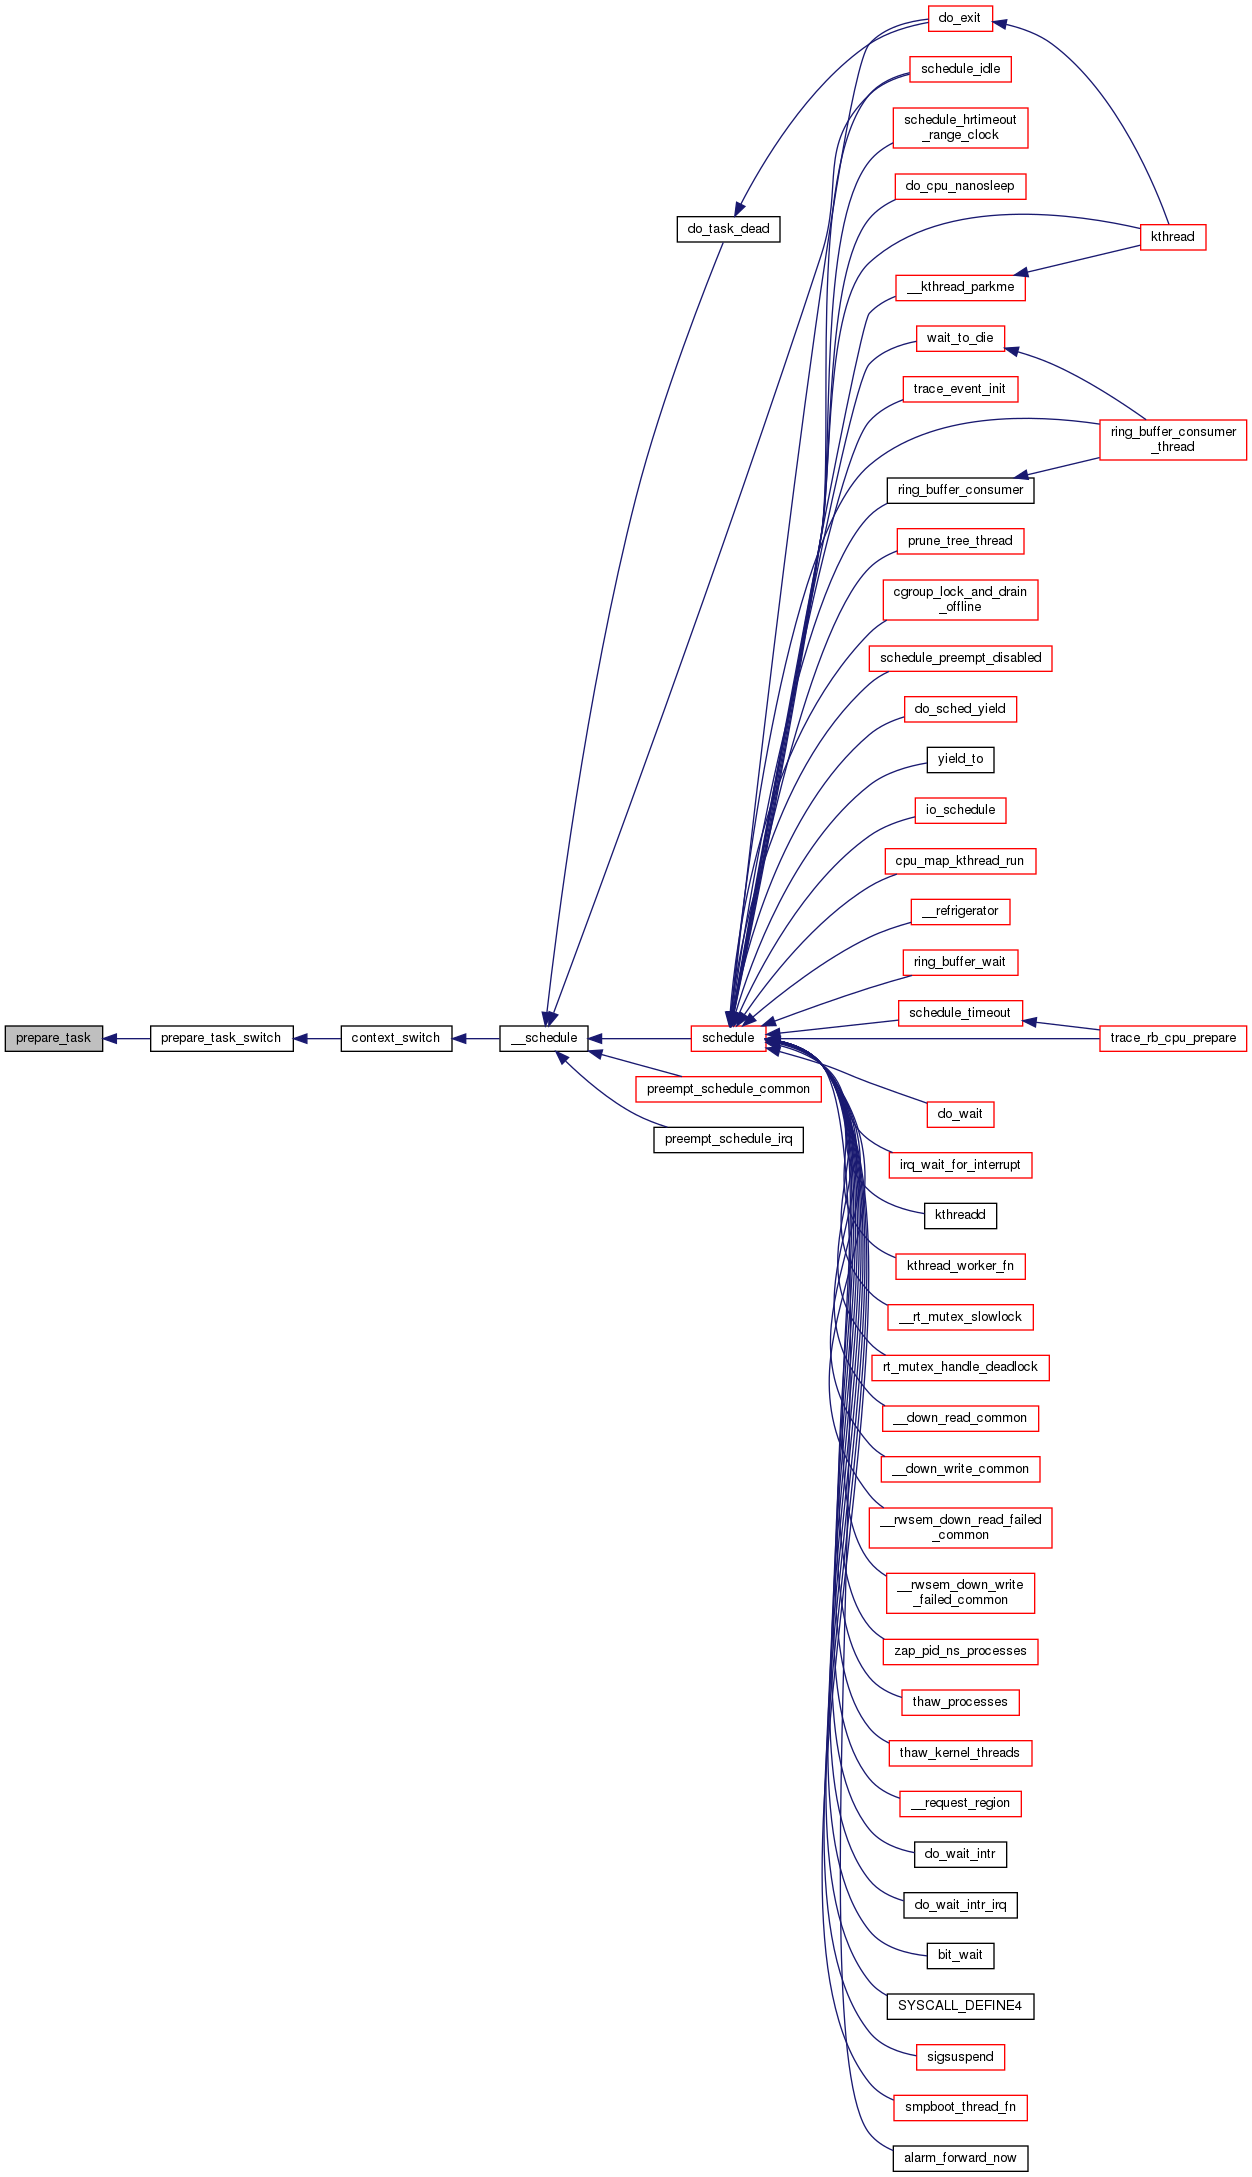 do_exit
schedule_idle
schedule_hrtimeout
_range_clock
do_cpu_nanosleep
do_task_dead
kthread
__kthread_parkme
wait_to_die
trace_event_init
ring_buffer_consumer
_thread
ring_buffer_consumer
prune_tree_thread
cgroup_lock_and_drain
_offline
schedule_preempt_disabled
do_sched_yield
yield_to
io_schedule
cpu_map_kthread_run
__refrigerator
ring_buffer_wait
schedule_timeout
prepare_task
prepare_task_switch
context_switch
__schedule
schedule
trace_rb_cpu_prepare
preempt_schedule_common
do_wait
preempt_schedule_irq
irq_wait_for_interrupt
kthreadd
kthread_worker_fn
__rt_mutex_slowlock
rt_mutex_handle_deadlock
__down_read_common
__down_write_common
__rwsem_down_read_failed
_common
__rwsem_down_write
_failed_common
zap_pid_ns_processes
thaw_processes
thaw_kernel_threads
__request_region
do_wait_intr
do_wait_intr_irq
bit_wait
SYSCALL_DEFINE4
sigsuspend
smpboot_thread_fn
alarm_forward_now